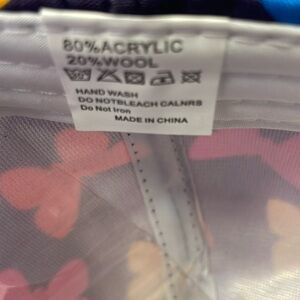 80%ACRYLIC
20%WOOL
HAND WASH
DO NOTBLEACH CALNRS
Do Not Iron
MADE IN CHINA